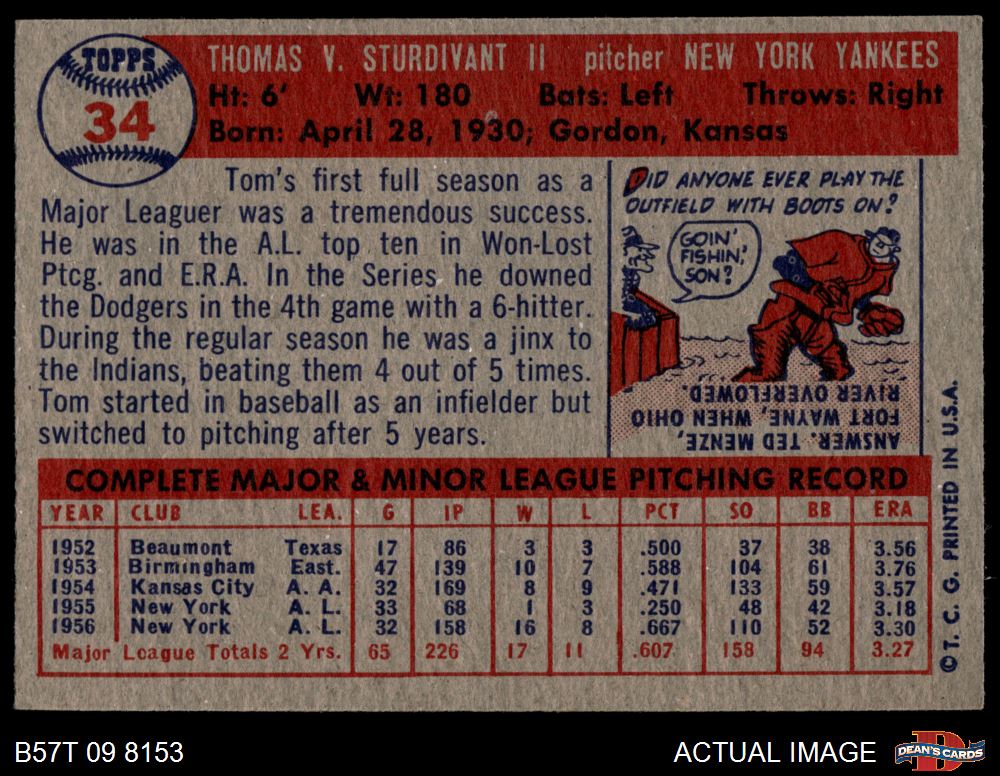 TOPPS
34
THOMAS V. STURDIVANT II pitcher NEW YORK YANKEES
Ht: 6' Wt: 180 Bats: Left Throws: Right
Born: April 28, 1930; Gordon, Kansas
Tom's first full season as a
Major Leaguer was a tremendous success.
He was in the A.L. top ten in Won-Lost
Ptcg. and E.R.A. In the Series he downed
the Dodgers in the 4th game with a 6-hitter.
During the regular season he was a jinx to
the Indians, beating them 4 out of 5 times.
Tom started in baseball as an infielder but
switched to pitching after 5 years.
DID ANYONE EVER PLAY THE
OUTFIELD WITH BOOTS ON?
GOIN'
FISHIN,'
SON?
ANSWER. TED MENZE,
FORT WAYNE, WHEN OHIO
RIVER OVERFLOWED.
COMPLETE MAJOR & MINOR LEAGUE PITCHING RECORD
YEAR CLUB LEA. G IP W L PCT SO BB ERA
1952 Beaumont Texas 17 86 3 3 .500 37 38 3.56
1953 Birmingham East. 47 139 10 7 .588 104 61 3.76
1954 Kansas City A. A. 32 169 8 9 .471 133 59 3.57
1955 New York A. L. 33 68 1 3 .250 48 42 3.18
1956 New York A. L. 32 158 16 8 .667 110 52 3.30
Major League Totals 2 Yrs. 65 226 17 11 .607 158 94 3.27
© T. C. G. PRINTED IN U.S.A.
B57T 09 8153
ACTUAL IMAGE
DEAN'S CARDS